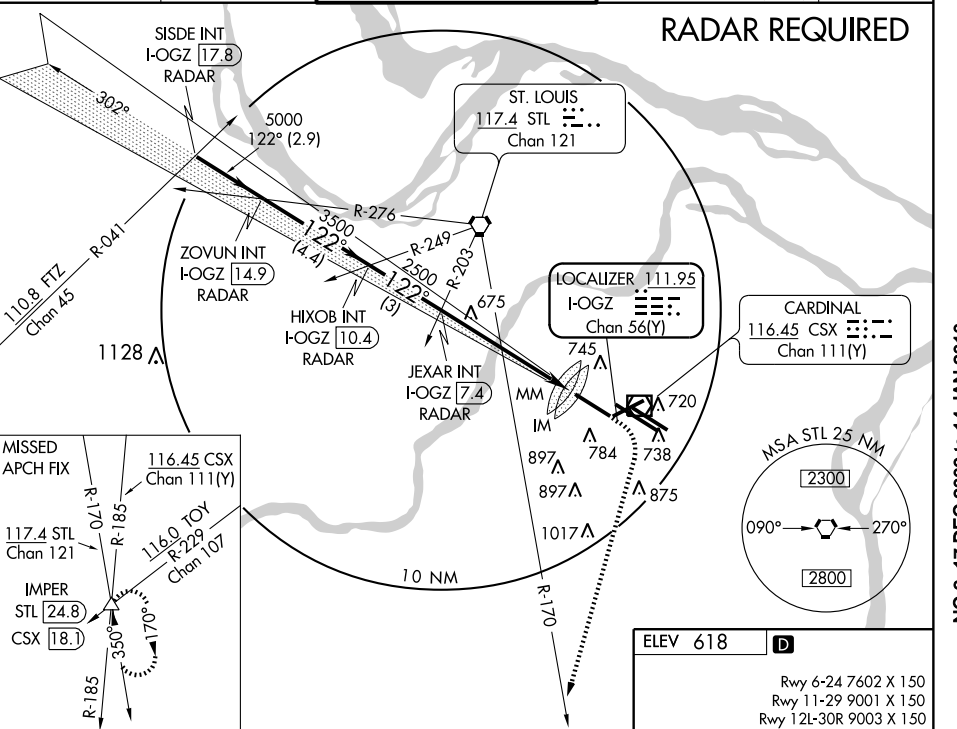 RADAR REQUIRED
SISDE INT
I-OGZ 17.8
RADAR
302°
5000
122° (2.9)
ST. LOUIS
117.4 STL
Chan 121
R-276
R-041
3500
122°
(4.4)
R-249
R-203
2500
122°
(3)
110.8 FTZ
Chan 45
ZOVUN INT
I-OGZ 14.9
RADAR
HIXOB INT
I-OGZ 10.4
RADAR
JEXAR INT
I-OGZ 7.4
RADAR
LOCALIZER 111.95
I-OGZ
Chan 56(Y)
CARDINAL
116.45 CSX
Chan 111(Y)
675
1128
745
MM
IM
720
784
738
897
897
875
1017
10 NM
R-170
MISSED
APCH FIX
116.45 CSX
Chan 111(Y)
R-170
R-185
117.4 STL
Chan 121
116.0 TOY
R-229
Chan 107
IMPER
STL 24.8
CSX 18.1
350°
170°
R-185
MSA STL 25 NM
2300
090°
270°
2800
ELEV 618
D
Rwy 6-24 7602 X 150
Rwy 11-29 9001 X 150
Rwy 12L-30R 9003 X 150